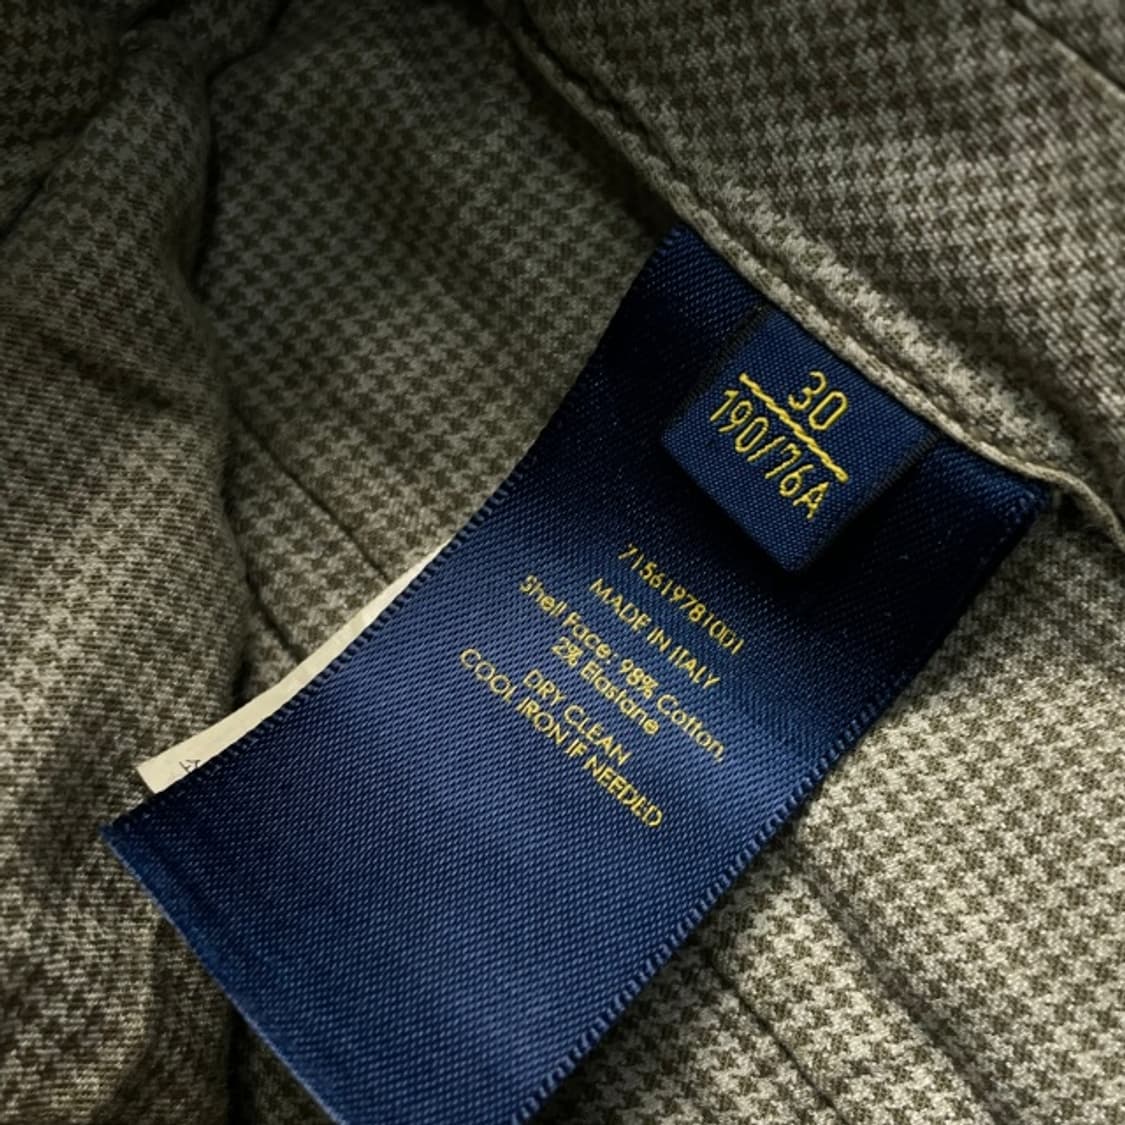 30
190/76A
715619781001
MADE IN ITALY
Shell Face: 98% Cotton,
2% Elastane
DRY CLEAN
COOL IRON IF NEEDED